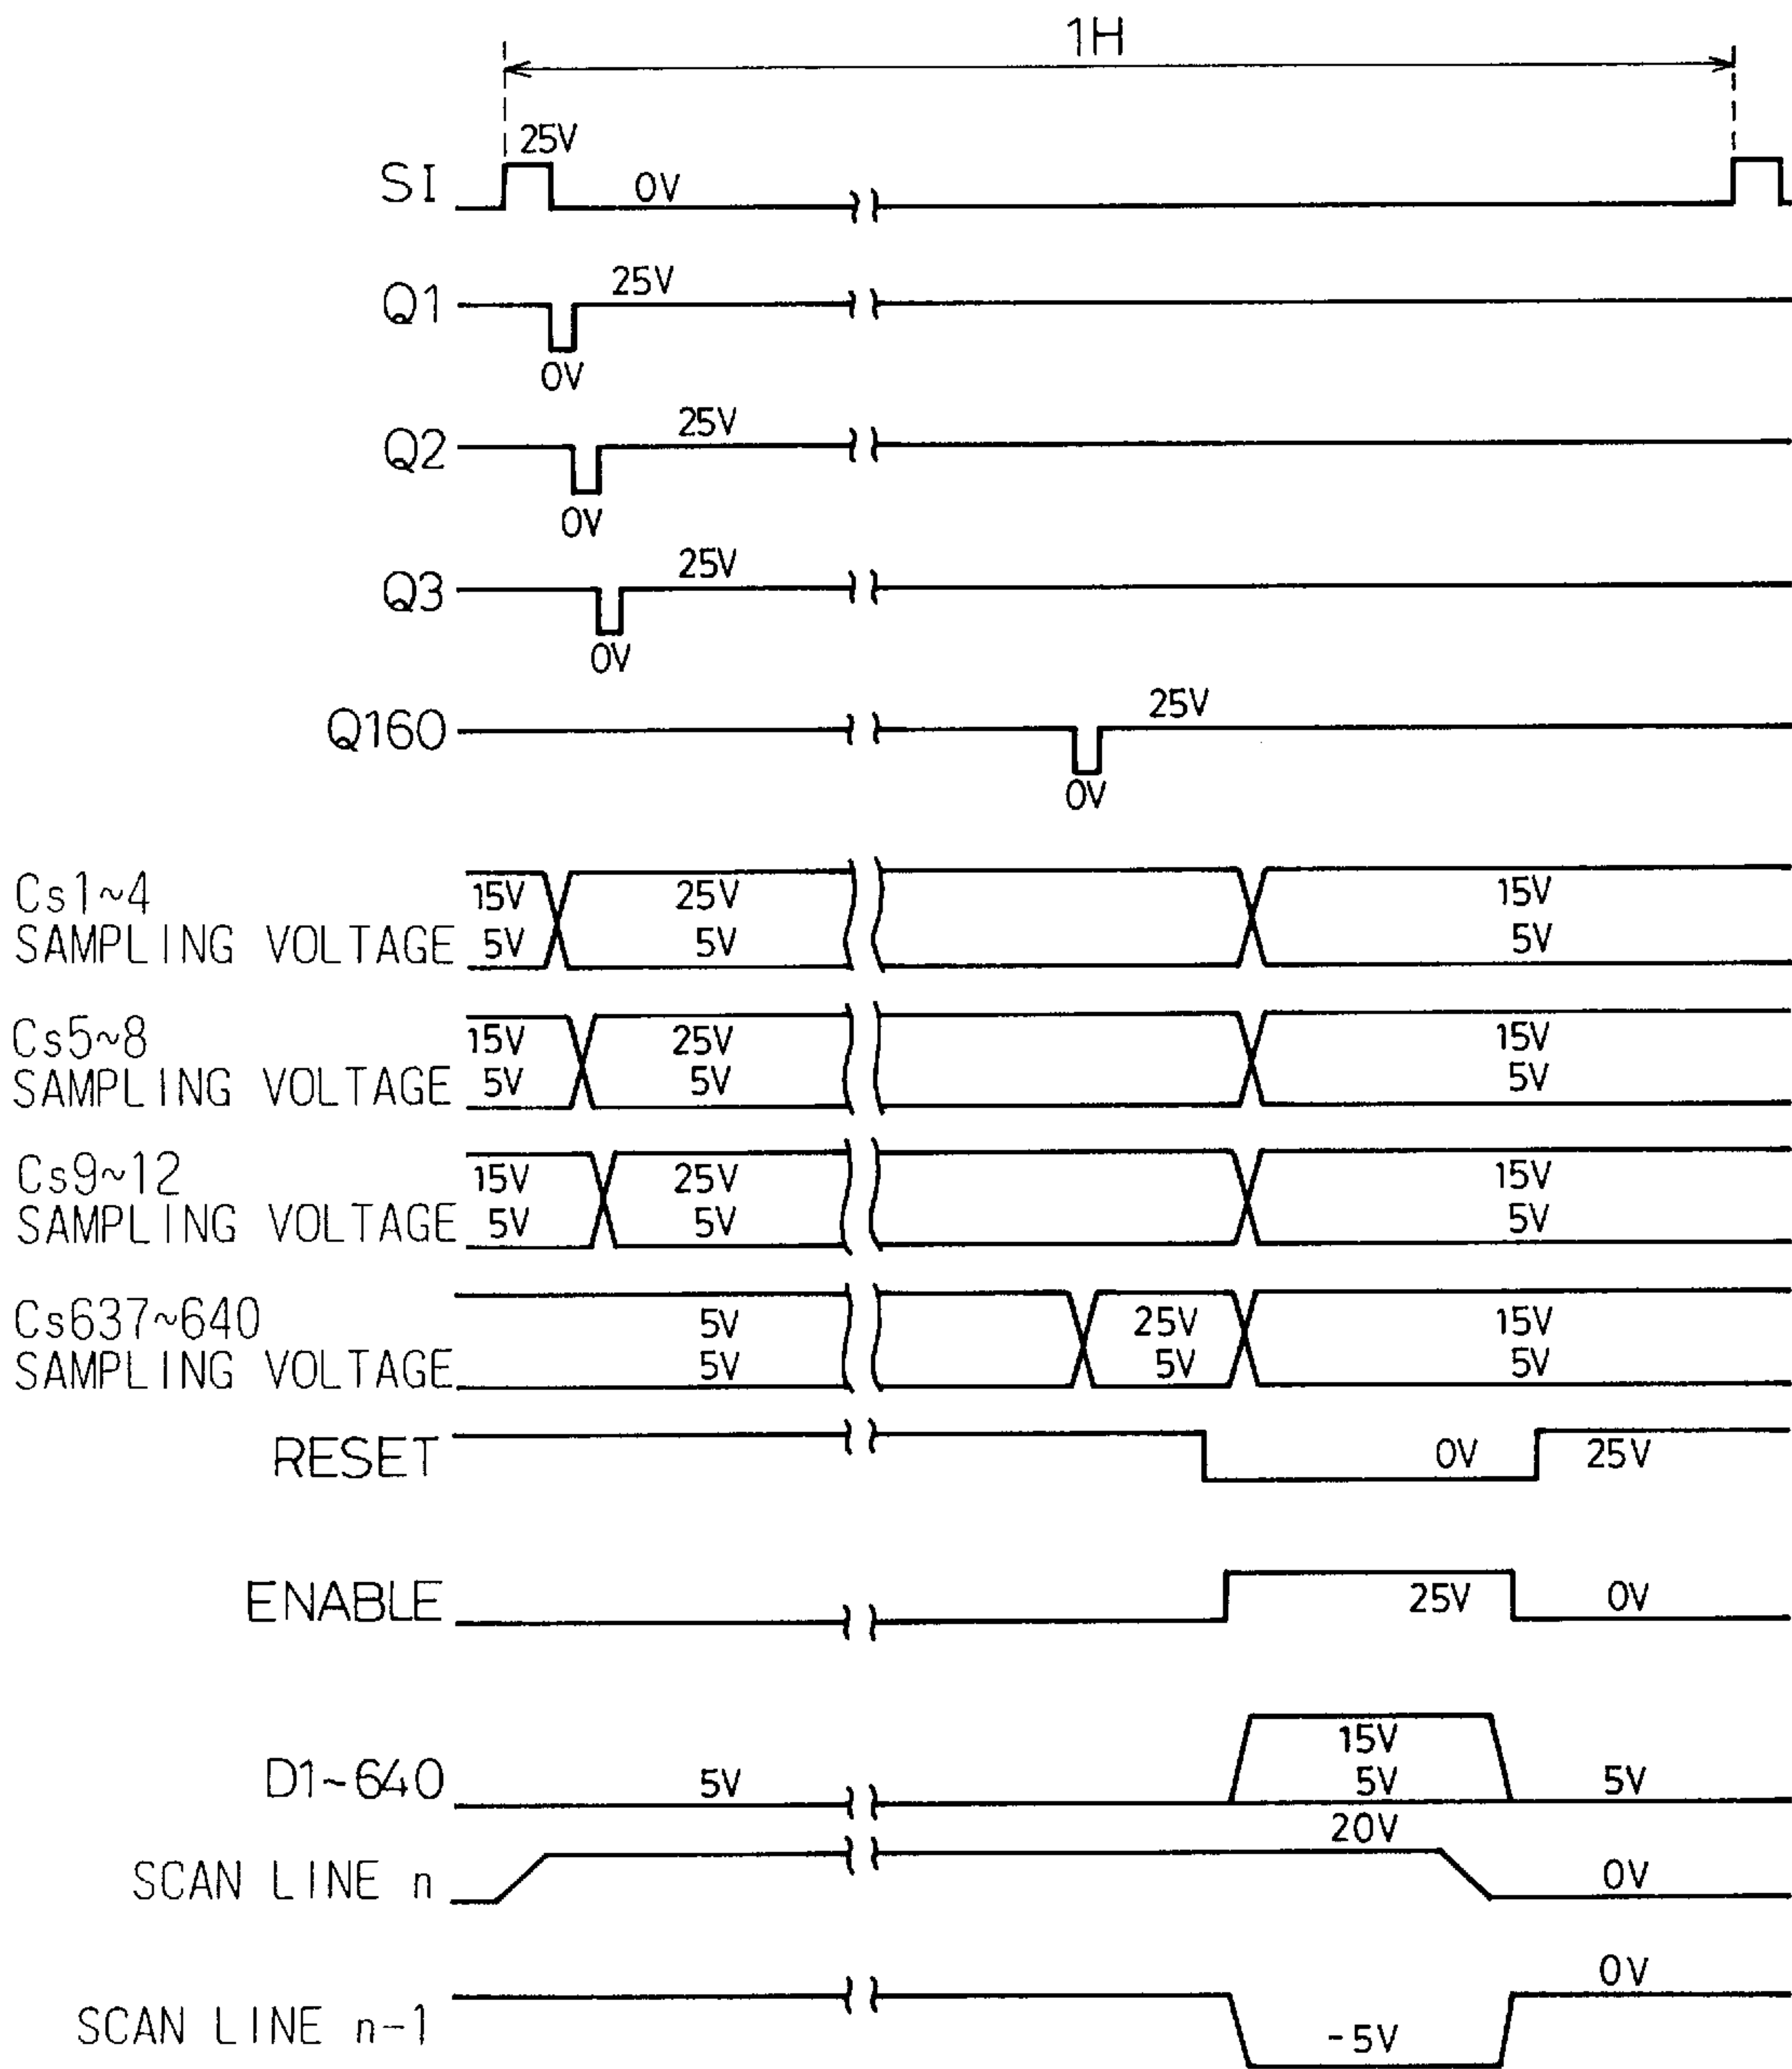 1H
25V
SI 0V
Q1 25V
0V
Q2 25V
0V
Q3 25V
0V
Q160 25V
0V
Cs1~4 15V 25V 15V
SAMPLING VOLTAGE 5V 5V 5V
Cs5~8 15V 25V 15V
SAMPLING VOLTAGE 5V 5V 5V
Cs9~12 15V 25V 15V
SAMPLING VOLTAGE 5V 5V 5V
Cs637~640 5V 25V 15V
SAMPLING VOLTAGE 5V 5V 5V
RESET 0V 25V
ENABLE 25V 0V
15V
D1~640 5V 5V 5V
20V
SCAN LINE n 0V
0V
SCAN LINE n-1 -5V